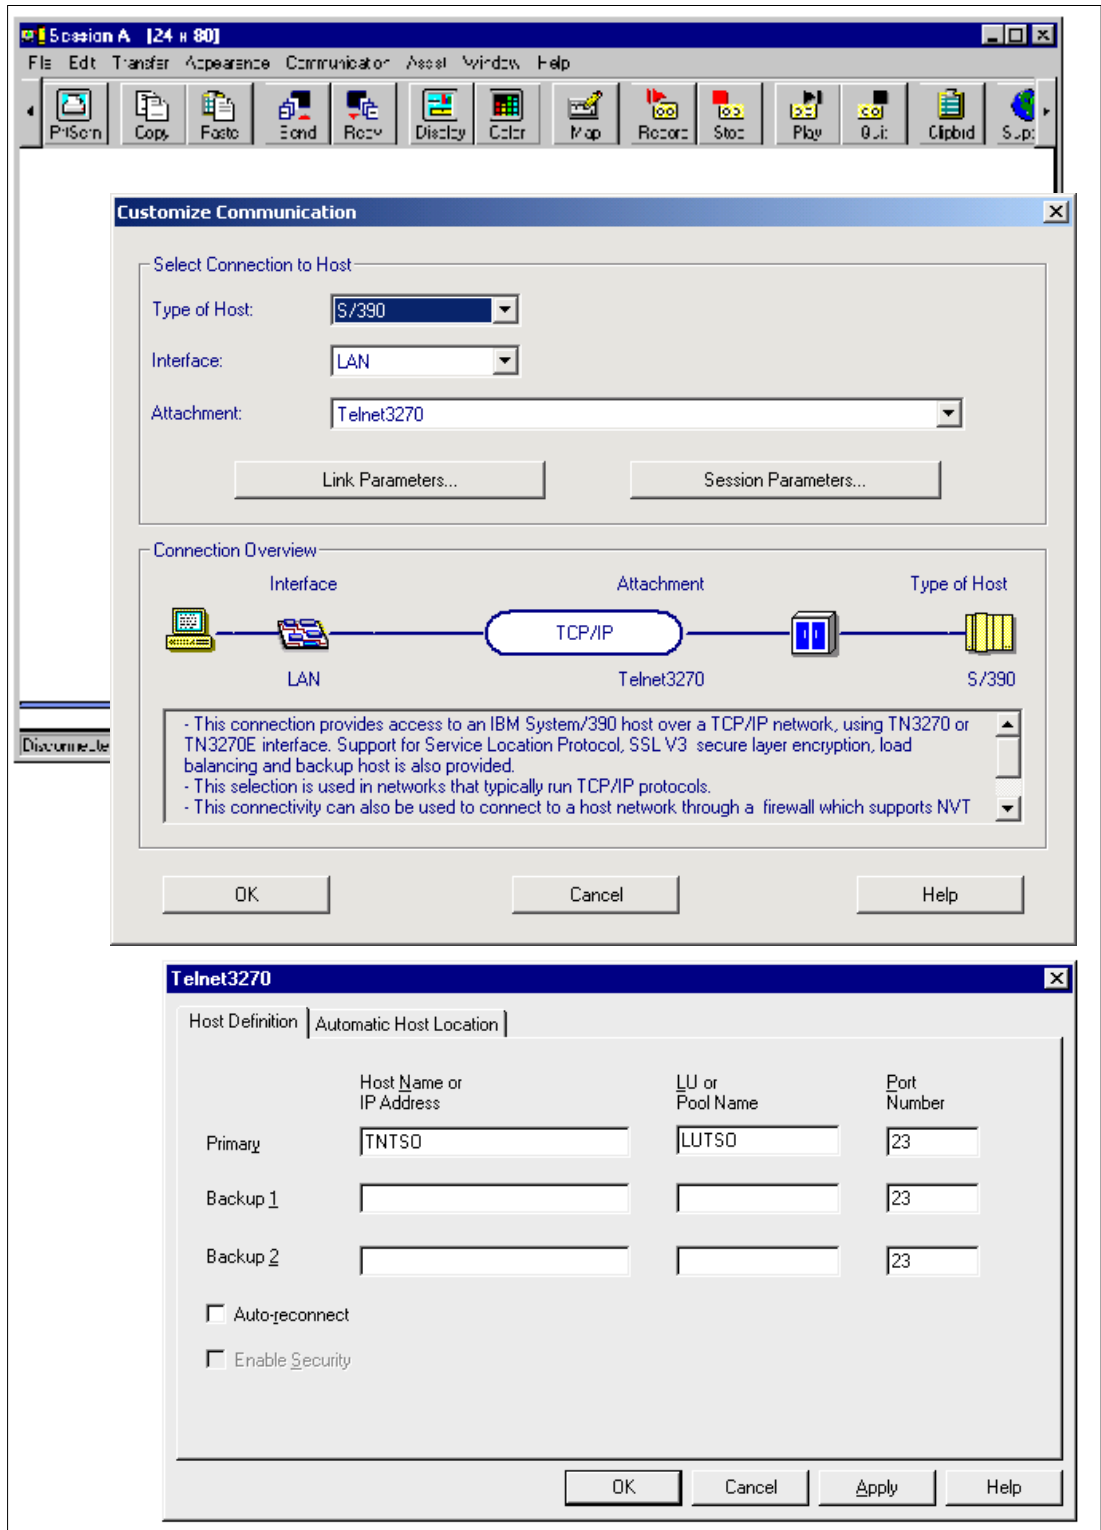 Session A [24 x 80]
File Edit Transfer Appearance Communication Assist Window Help
PrtScrn Copy Paste Send Recv Display Color Map Record Stop Play Quit Clipbrd
Customize Communication
Select Connection to Host
Type of Host: S/390
Interface: LAN
Attachment: Telnet3270
Link Parameters... Session Parameters...
Connection Overview
Interface Attachment Type of Host
TCP/IP
LAN Telnet3270 S/390
- This connection provides access to an IBM System/390 host over a TCP/IP network, using TN3270 or
TN3270E interface. Support for Service Location Protocol, SSL V3 secure layer encryption, load
balancing and backup host is also provided.
- This selection is used in networks that typically run TCP/IP protocols.
- This connectivity can also be used to connect to a host network through a firewall which supports NVT
OK Cancel Help
Telnet3270
Host Definition Automatic Host Location
Host Name or LU or Port
IP Address Pool Name Number
Primary TNTSO LUTSO 23
Backup 1 23
Backup 2 23
Auto-reconnect
Enable Security
OK Cancel Apply Help